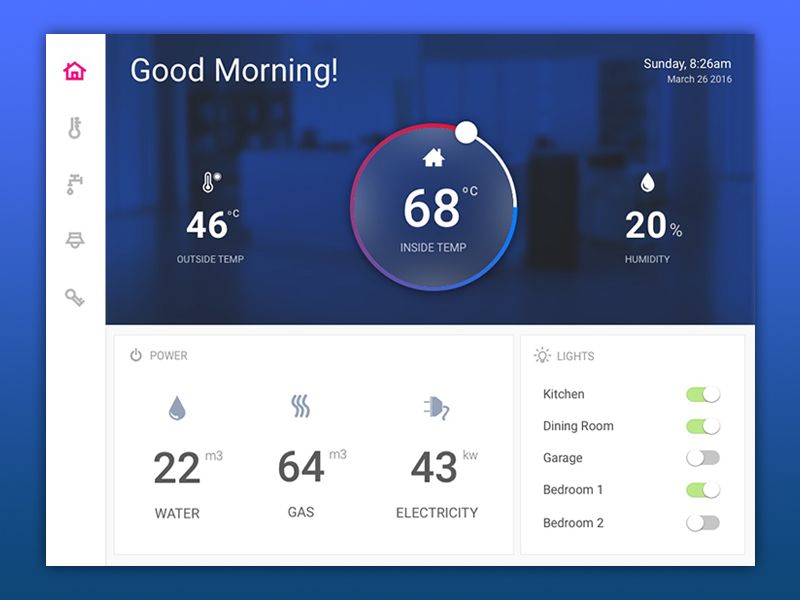 Good Morning!
Sunday, 8:26am
March 26 2016
46 °C
OUTSIDE TEMP
68 °C
INSIDE TEMP
20 %
HUMIDITY
POWER
22 m3
WATER
64 m3
GAS
43 kw
ELECTRICITY
LIGHTS
Kitchen
Dining Room
Garage
Bedroom 1
Bedroom 2